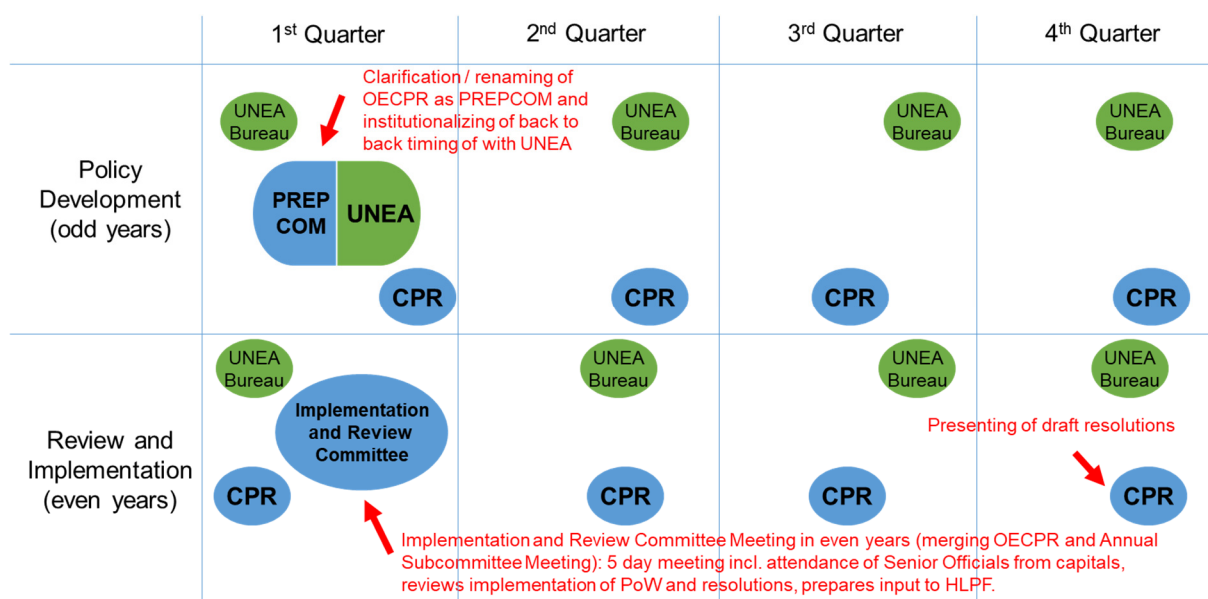 1st Quarter
2nd Quarter
3rd Quarter
4th Quarter
Policy
Development
(odd years)
Clarification / renaming of
OECPR as PREPCOM and
institutionalizing of back to
back timing of with UNEA
UNEA
Bureau
UNEA
Bureau
UNEA
Bureau
UNEA
Bureau
PREP
COM
UNEA
CPR
CPR
CPR
CPR
Review and
Implementation
(even years)
UNEA
Bureau
UNEA
Bureau
UNEA
Bureau
UNEA
Bureau
Implementation
and Review
Committee
Presenting of draft resolutions
CPR
CPR
CPR
CPR
Implementation and Review Committee Meeting in even years (merging OECPR and Annual
Subcommittee Meeting): 5 day meeting incl. attendance of Senior Officials from capitals,
reviews implementation of PoW and resolutions, prepares input to HLPF.